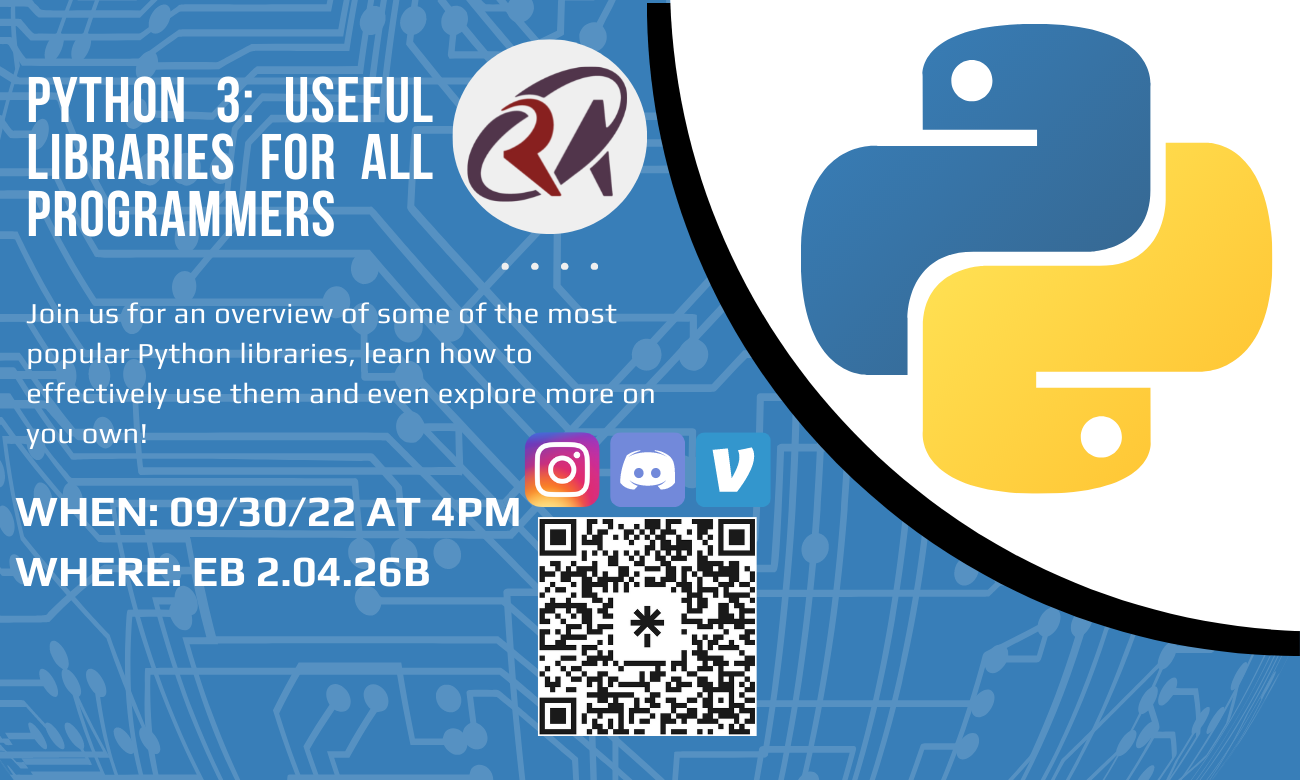 PYTHON 3: USEFUL
LIBRARIES FOR ALL
PROGRAMMERS
RA
Join us for an overview of some of the most
popular Python libraries, learn how to
effectively use them and even explore more on
you own!
WHEN: 09/30/22 AT 4PM
WHERE: EB 2.04.26B